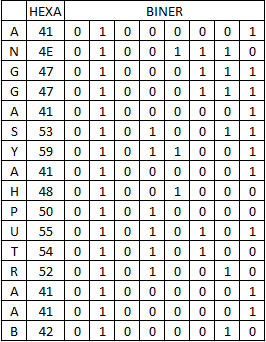 HEXA BINER
A 41 0 1 0 0 0 0 0 1
N 4E 0 1 0 0 1 1 1 0
G 47 0 1 0 0 0 1 1 1
G 47 0 1 0 0 0 1 1 1
A 41 0 1 0 0 0 0 0 1
S 53 0 1 0 1 0 0 1 1
Y 59 0 1 0 1 1 0 0 1
A 41 0 1 0 0 0 0 0 1
H 48 0 1 0 0 1 0 0 0
P 50 0 1 0 1 0 0 0 0
U 55 0 1 0 1 0 1 0 1
T 54 0 1 0 1 0 1 0 0
R 52 0 1 0 1 0 0 1 0
A 41 0 1 0 0 0 0 0 1
A 41 0 1 0 0 0 0 0 1
B 42 0 1 0 0 0 0 1 0